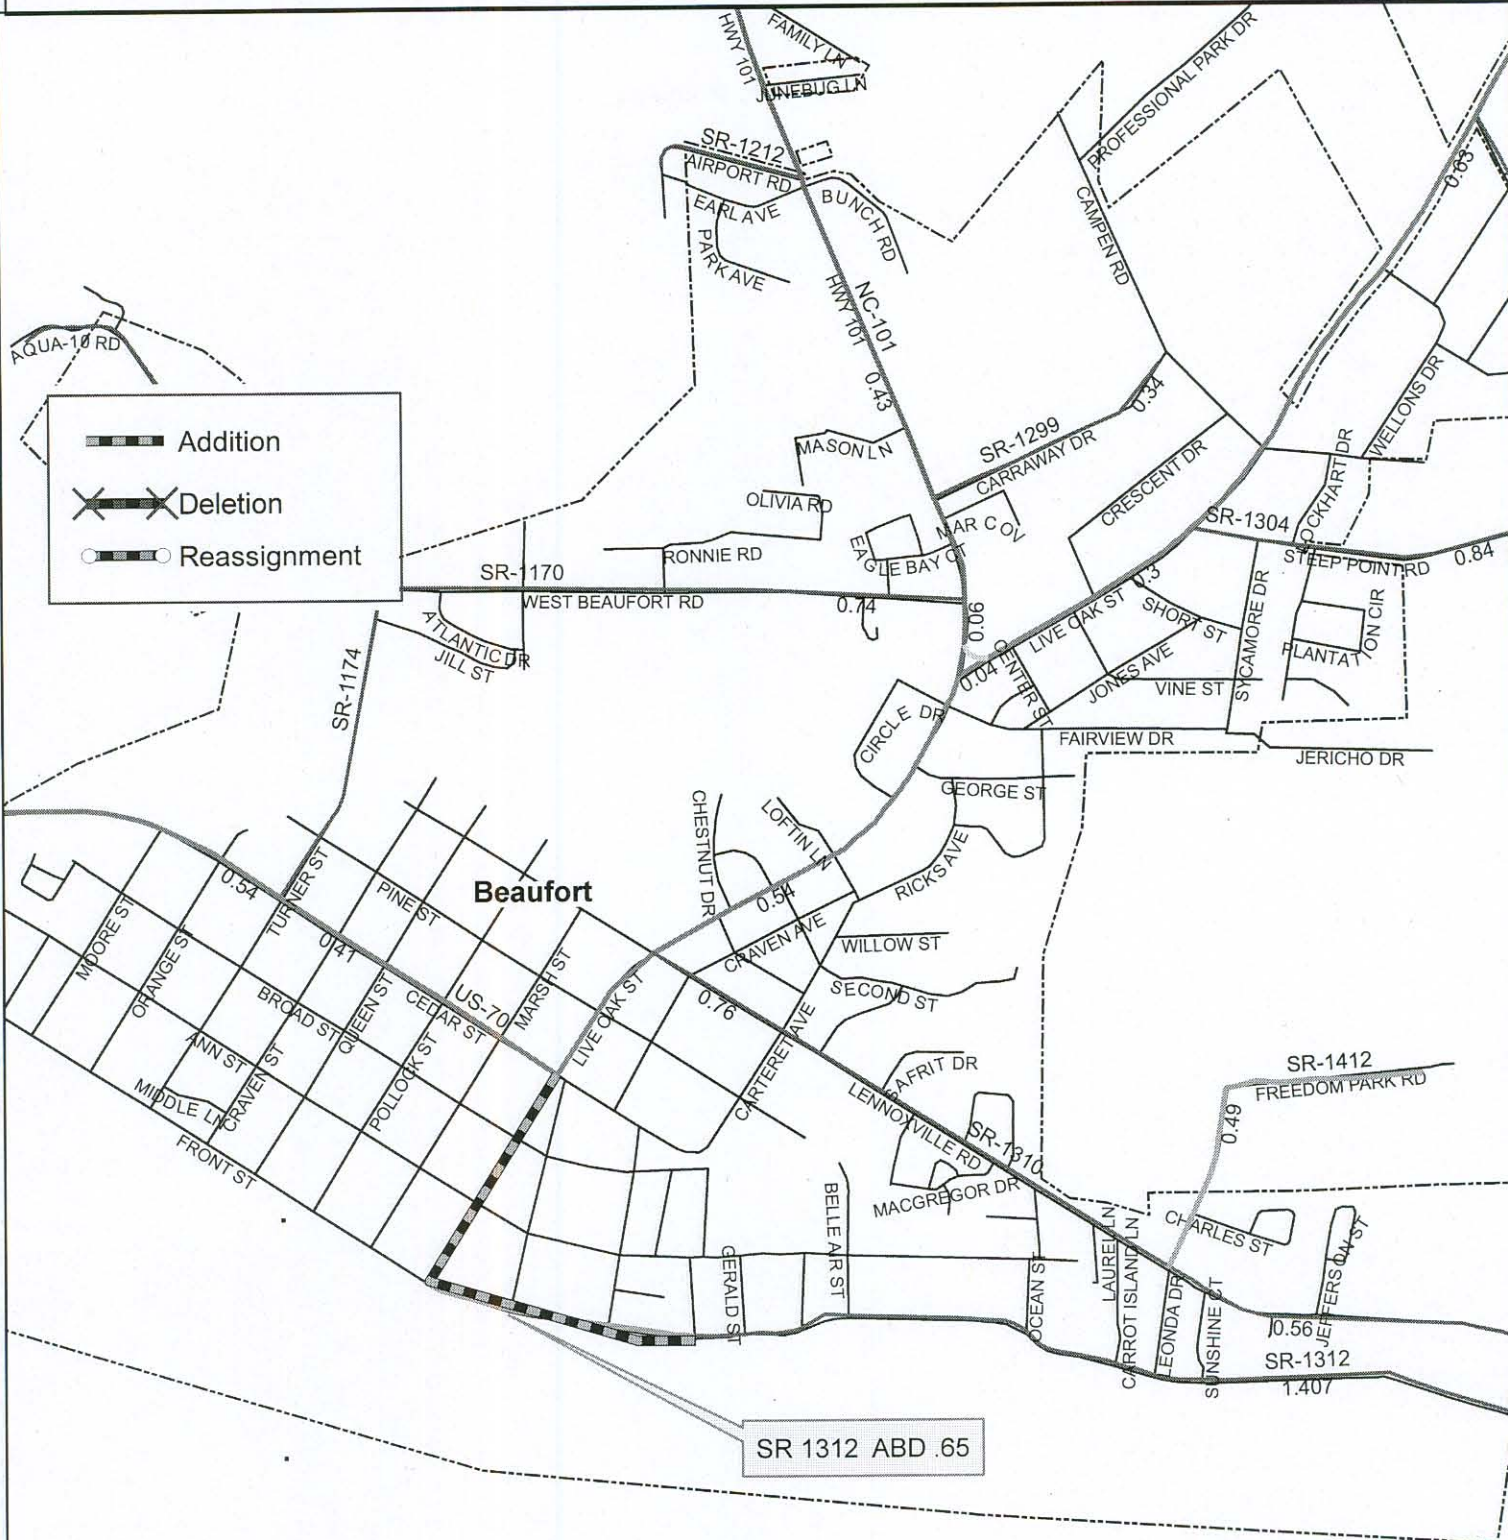 HWY 101
FAMILY LN
JUNEBUG LN
PROFESSIONAL PARK DR
SR-1212
AIRPORT RD
EARL AVE
PARK AVE
BUNCH RD
CAMPEN RD
0.63
NC-101
HWY 101
0.43
AQUA-10 RD
Addition
Deletion
Reassignment
MASON LN
OLIVIA RD
RONNIE RD
SR-1299
CARRAWAY DR
0.34
CRESCENT DR
WELLONS DR
LOCKHART DR
MAR COV
EAGLE BAY CT
SR-1304
STEEP POINT RD
0.84
SR-1170
WEST BEAUFORT RD
0.74
0.06
0.3
LIVE OAK ST
SHORT ST
SYCAMORE DR
PLANTATION CIR
ATLANTIC DR
JILL ST
SR-1174
0.04
CENTER ST
JONES AVE
VINE ST
CIRCLE DR
FAIRVIEW DR
JERICHO DR
GEORGE ST
CHESTNUT DR
LOFTIN LN
RICKS AVE
0.54
TURNER ST
PINE ST
Beaufort
0.54
CRAVEN AVE
WILLOW ST
MOORE ST
ORANGE ST
0.41
BROAD ST
QUEEN ST
CEDAR ST
US-70
MARSH ST
LIVE OAK ST
0.76
SECOND ST
CARTERET AVE
ANN ST
MIDDLE LN
CRAVEN ST
POLLOCK ST
FRONT ST
SAFRIT DR
LENNOXVILLE RD
SR-1310
MACGREGOR DR
SR-1412
FREEDOM PARK RD
0.49
BELLE AIR ST
GERALD ST
OCEAN ST
LAUREL LN
CARROT ISLAND LN
LEONDA DR
SUNSHINE CT
CHARLES ST
JEFFERSON ST
0.56
SR-1312
1.407
SR 1312 ABD .65